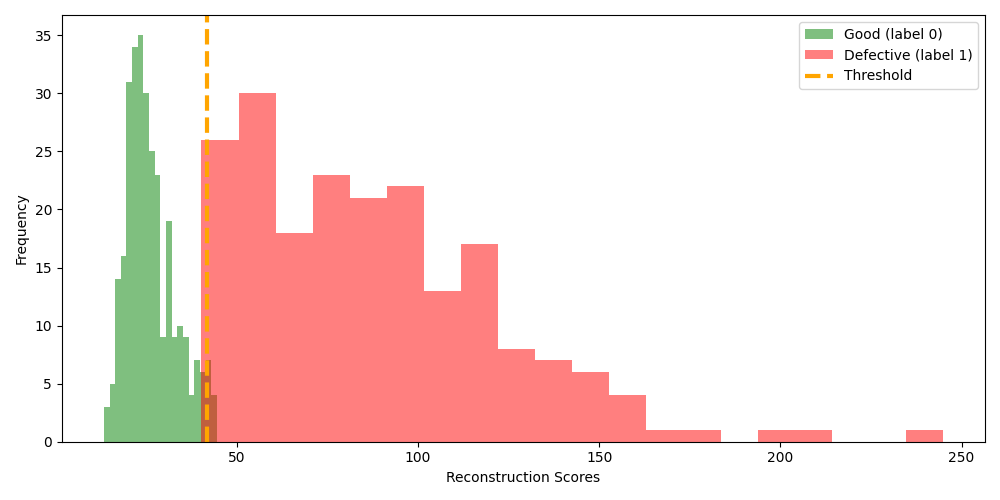 Good (label 0)
Defective (label 1)
Threshold
Frequency
35
30
25
20
15
10
5
0
50
100
150
200
250
Reconstruction Scores